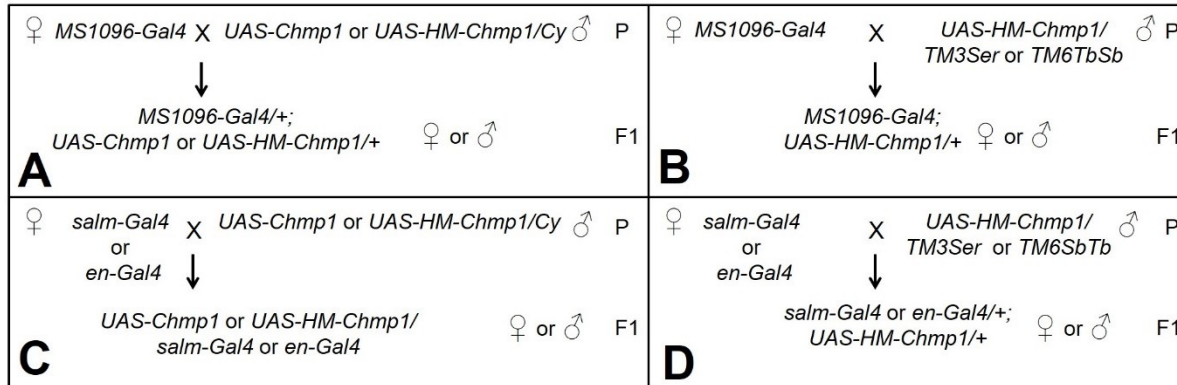 ♀ MS1096-Gal4 X UAS-Chmp1 or UAS-HM-Chmp1/Cy ♂ P
MS1096-Gal4/+;
UAS-Chmp1 or UAS-HM-Chmp1/+ ♀ or ♂ F1
A
♀ MS1096-Gal4 X UAS-HM-Chmp1/ ♂ P
TM3Ser or TM6TbSb
MS1096-Gal4;
UAS-HM-Chmp1/+ ♀ or ♂ F1
B
♀ salm-Gal4 X UAS-Chmp1 or UAS-HM-Chmp1/Cy ♂ P
or
en-Gal4
UAS-Chmp1 or UAS-HM-Chmp1/ ♀ or ♂ F1
salm-Gal4 or en-Gal4
C
♀ salm-Gal4 X UAS-HM-Chmp1/ ♂ P
or TM3Ser or TM6SbTb
en-Gal4
salm-Gal4 or en-Gal4/+;
UAS-HM-Chmp1/+ ♀ or ♂ F1
D